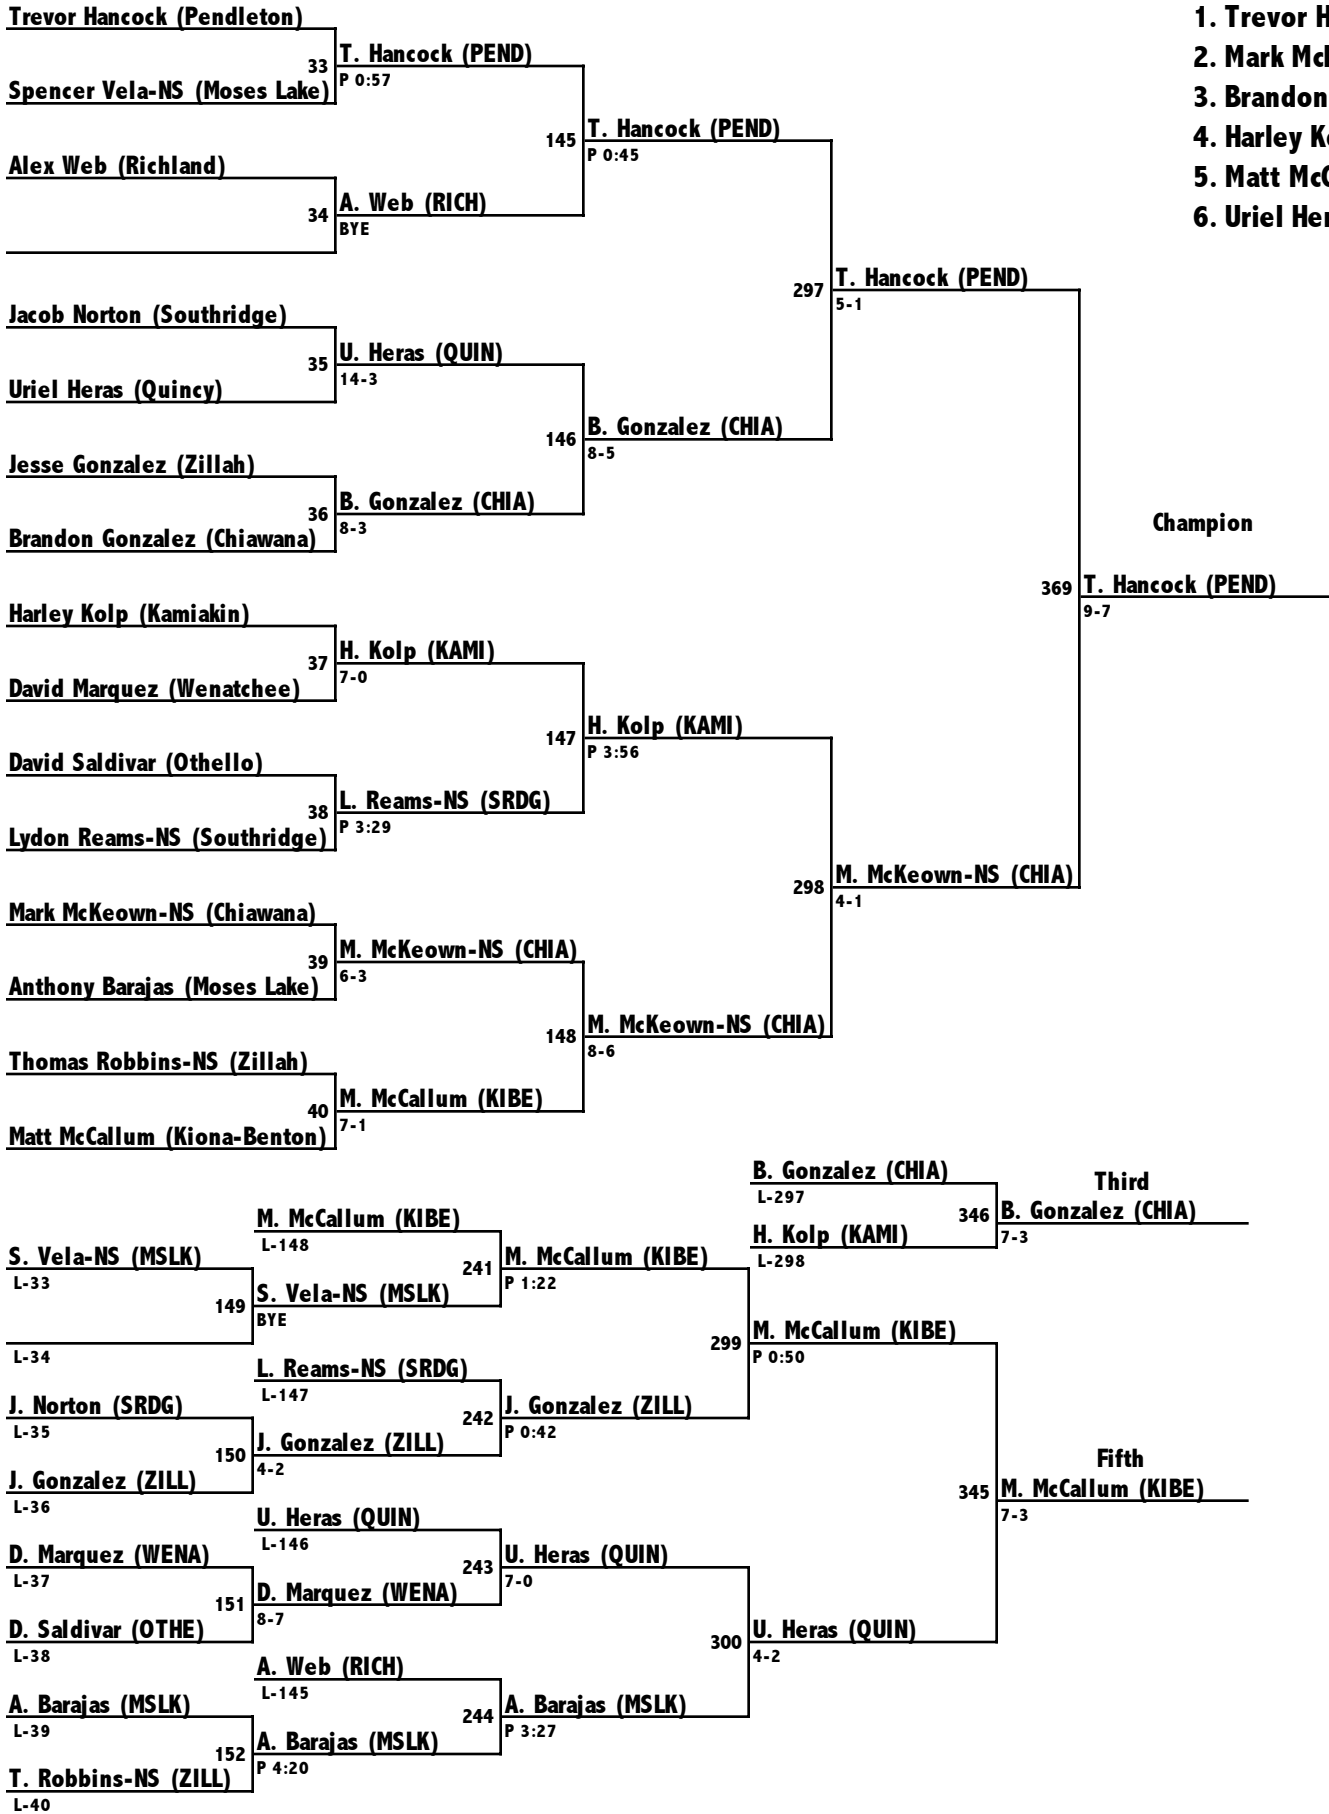 Trevor Hancock (Pendleton)
33
T. Hancock (PEND)
P 0:57
Spencer Vela-NS (Moses Lake)
145
T. Hancock (PEND)
P 0:45
Alex Web (Richland)
34
A. Web (RICH)
BYE
297
T. Hancock (PEND)
5-1
Jacob Norton (Southridge)
35
U. Heras (QUIN)
14-3
Uriel Heras (Quincy)
146
B. Gonzalez (CHIA)
8-5
Jesse Gonzalez (Zillah)
36
B. Gonzalez (CHIA)
8-3
Brandon Gonzalez (Chiawana)
Champion
369
T. Hancock (PEND)
9-7
Harley Kolp (Kamiakin)
37
H. Kolp (KAMI)
7-0
David Marquez (Wenatchee)
147
H. Kolp (KAMI)
P 3:56
David Saldivar (Othello)
38
L. Reams-NS (SRDG)
P 3:29
Lydon Reams-NS (Southridge)
298
M. McKeown-NS (CHIA)
4-1
Mark McKeown-NS (Chiawana)
39
M. McKeown-NS (CHIA)
6-3
Anthony Barajas (Moses Lake)
148
M. McKeown-NS (CHIA)
8-6
Thomas Robbins-NS (Zillah)
40
M. McCallum (KIBE)
7-1
Matt McCallum (Kiona-Benton)
1. Trevor H
2. Mark McK
3. Brandon
4. Harley Ko
5. Matt McC
6. Uriel Her
B. Gonzalez (CHIA)
L-297
Third
346
B. Gonzalez (CHIA)
7-3
H. Kolp (KAMI)
L-298
M. McCallum (KIBE)
L-148
S. Vela-NS (MSLK)
L-33
241
M. McCallum (KIBE)
P 1:22
149
S. Vela-NS (MSLK)
BYE
L-34
299
M. McCallum (KIBE)
P 0:50
L. Reams-NS (SRDG)
L-147
J. Norton (SRDG)
L-35
242
J. Gonzalez (ZILL)
P 0:42
150
J. Gonzalez (ZILL)
4-2
J. Gonzalez (ZILL)
L-36
Fifth
345
M. McCallum (KIBE)
7-3
U. Heras (QUIN)
L-146
D. Marquez (WENA)
L-37
243
U. Heras (QUIN)
7-0
151
D. Marquez (WENA)
8-7
D. Saldivar (OTHE)
L-38
300
U. Heras (QUIN)
4-2
A. Web (RICH)
L-145
A. Barajas (MSLK)
L-39
244
A. Barajas (MSLK)
P 3:27
152
A. Barajas (MSLK)
P 4:20
T. Robbins-NS (ZILL)
L-40